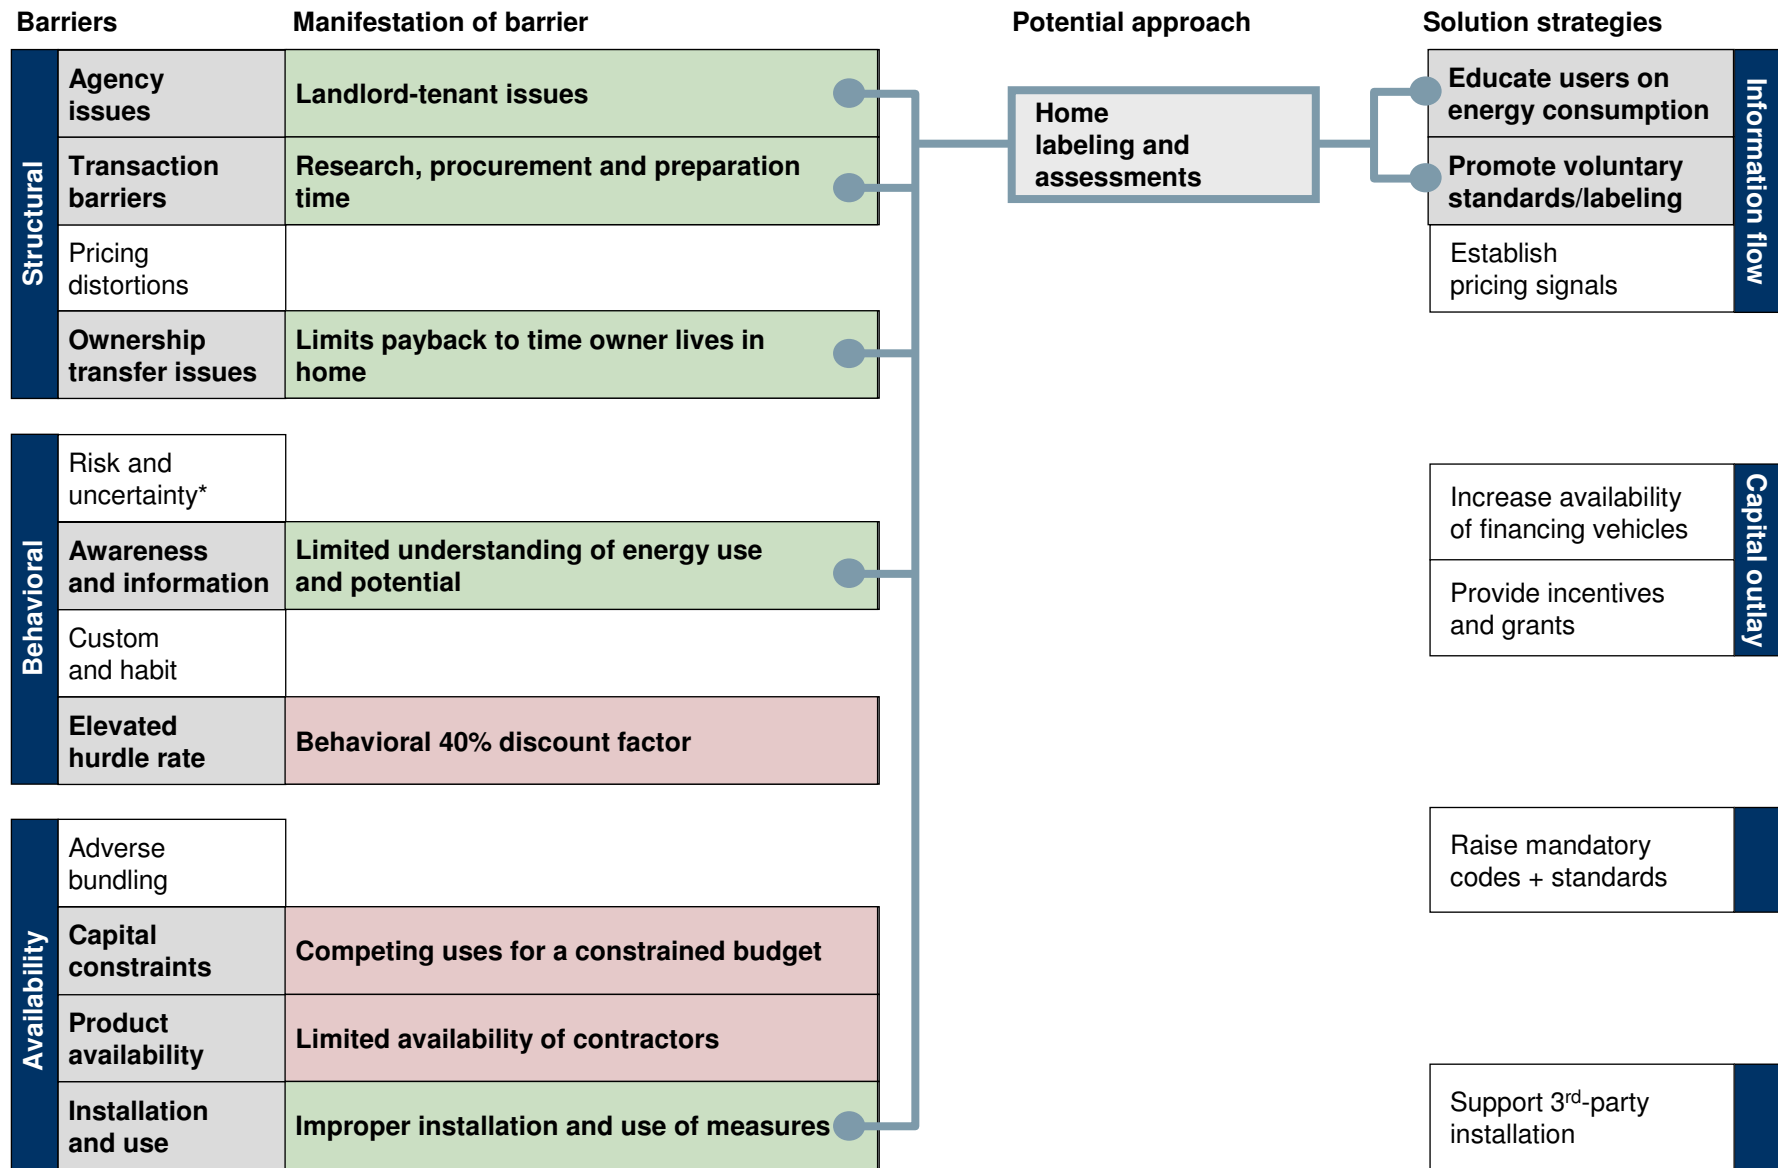 Barriers
Manifestation of barrier
Potential approach
Solution strategies
Structural
Agency
issues
Landlord-tenant issues
Transaction
barriers
Research, procurement and preparation
time
Pricing
distortions
Ownership
transfer issues
Limits payback to time owner lives in
home
Behavioral
Risk and
uncertainty*
Awareness
and information
Limited understanding of energy use
and potential
Custom
and habit
Elevated
hurdle rate
Behavioral 40% discount factor
Availability
Adverse
bundling
Capital
constraints
Competing uses for a constrained budget
Product
availability
Limited availability of contractors
Installation
and use
Improper installation and use of measures
Home
labeling and
assessments
Educate users on
energy consumption
Promote voluntary
standards/labeling
Establish
pricing signals
Information flow
Increase availability
of financing vehicles
Provide incentives
and grants
Capital outlay
Raise mandatory
codes + standards
Support 3rd-party
installation